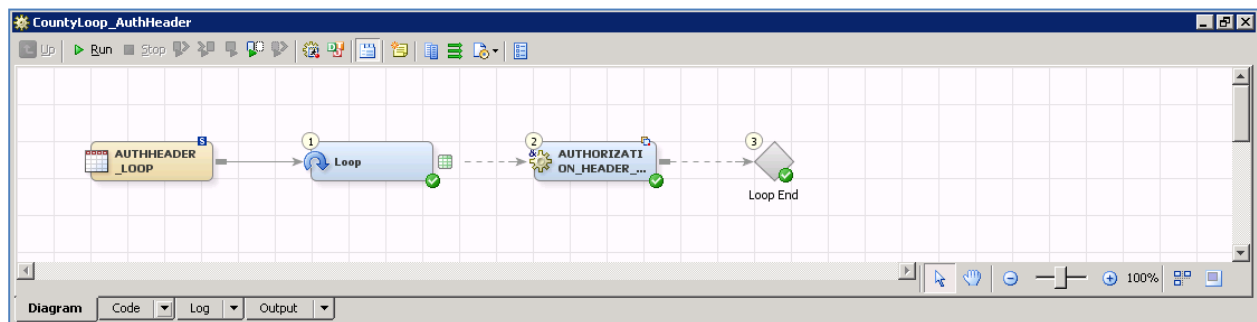 CountyLoop_AuthHeader
Up Run Stop
1 2 3
AUTHHEADER
_LOOP
Loop
AUTHORIZATI
ON_HEADER_...
Loop End
100%
Diagram Code Log Output